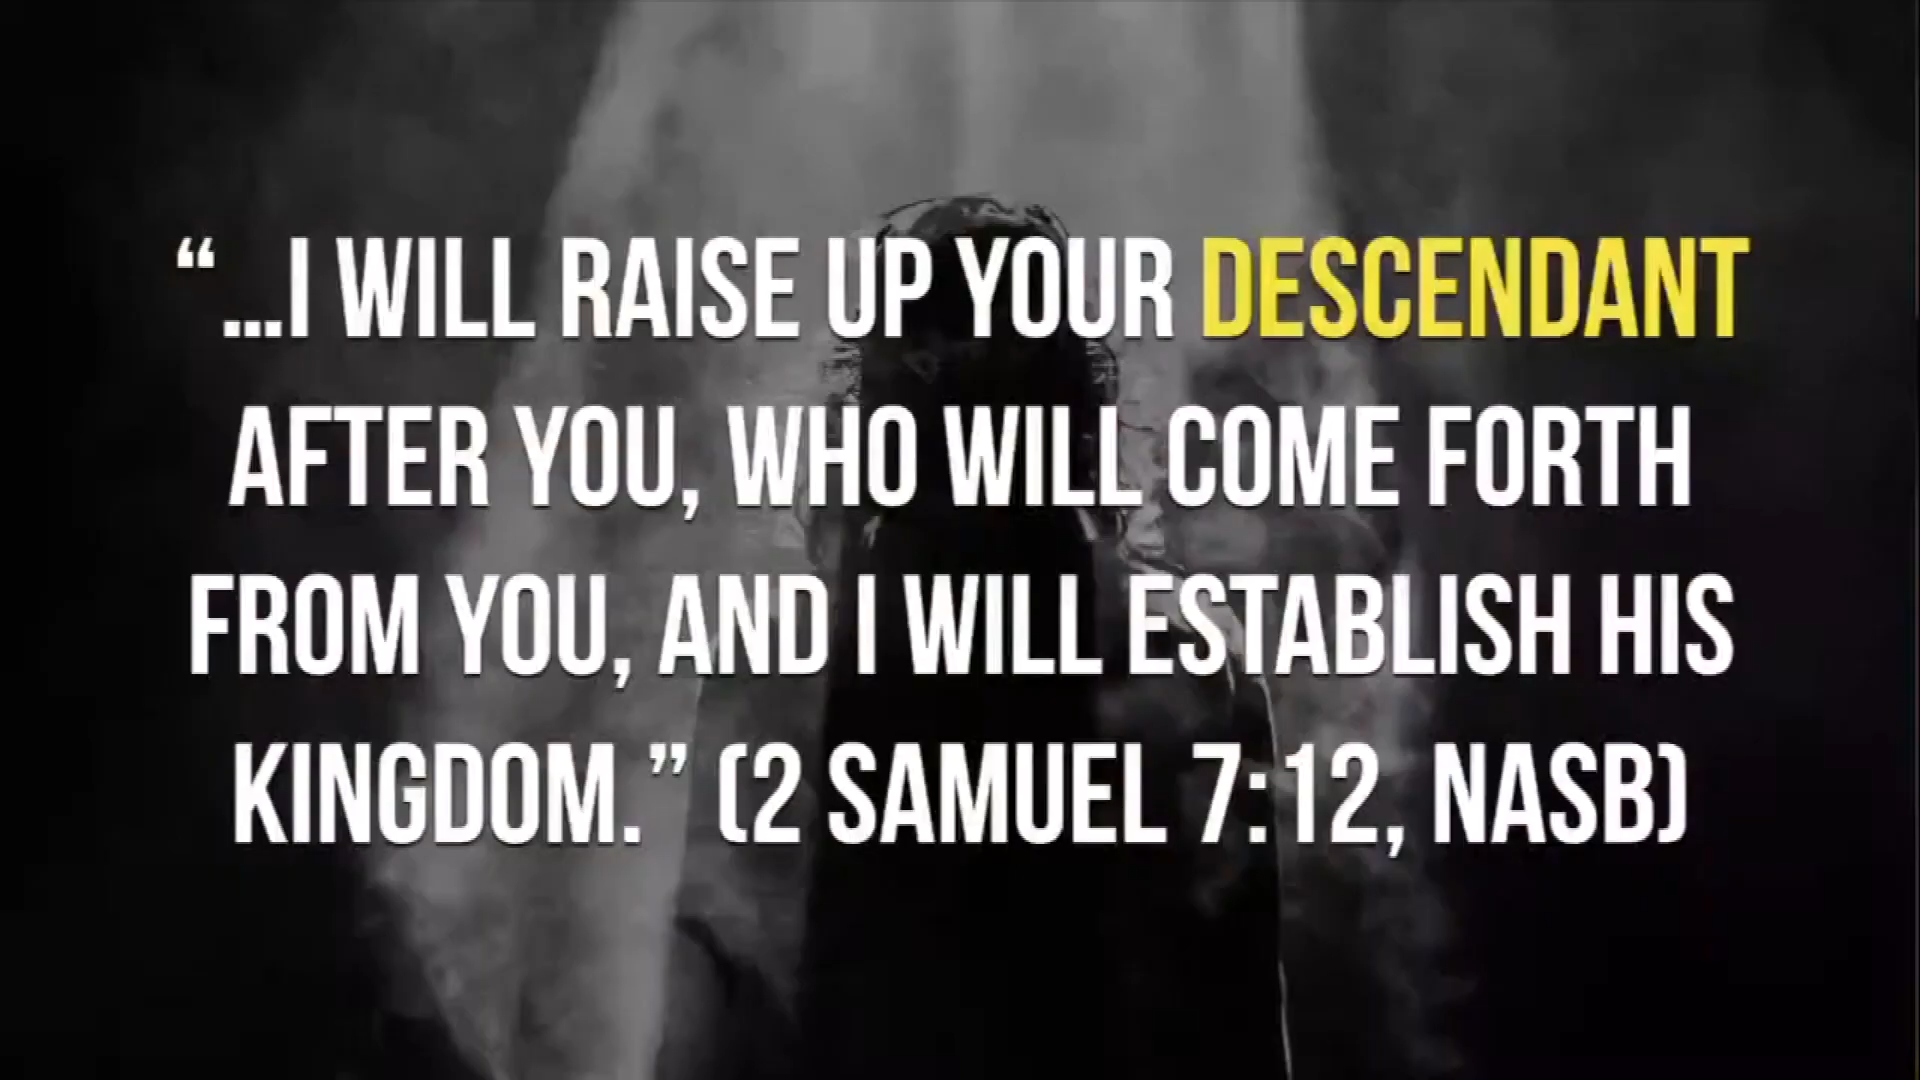 “...I WILL RAISE UP YOUR DESCENDANT
AFTER YOU, WHO WILL COME FORTH
FROM YOU, AND I WILL ESTABLISH HIS
KINGDOM.” (2 SAMUEL 7:12, NASB)